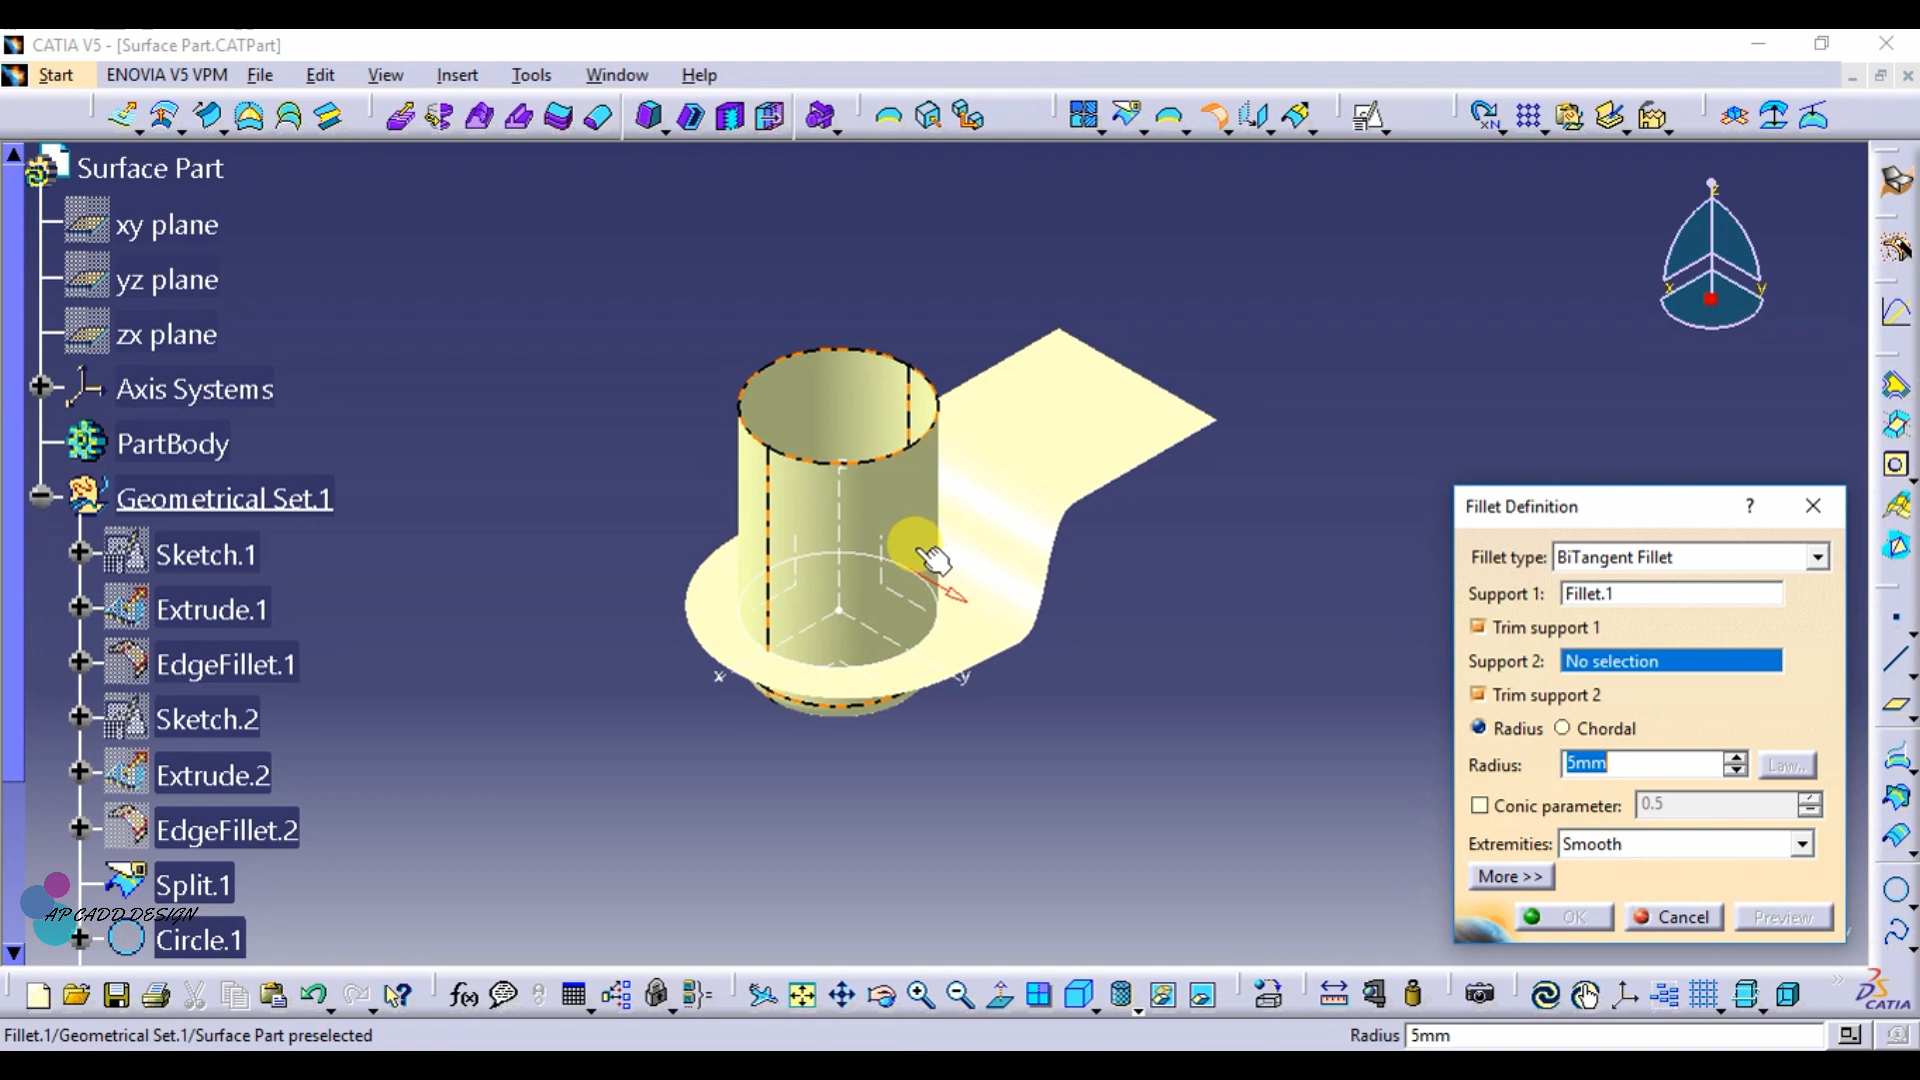 CATIA V5 - [Surface Part.CATPart]
Start ENOVIA V5 VPM File Edit View Insert Tools Window Help
Surface Part
xy plane
yz plane
zx plane
Axis Systems
PartBody
Geometrical Set.1
Sketch.1
Extrude.1
EdgeFillet.1
Sketch.2
Extrude.2
EdgeFillet.2
Split.1
AP CADD DESIGN
Circle.1
z
x
y
x
y
Fillet Definition ?
Fillet type: BiTangent Fillet
Support 1: Fillet.1
Trim support 1
Support 2: No selection
Trim support 2
Radius Chordal
Radius: 5mm Law..
Conic parameter: 0.5
Extremities: Smooth
More >>
OK Cancel Preview
f(x)
CATIA
Fillet.1/Geometrical Set.1/Surface Part preselected
Radius 5mm